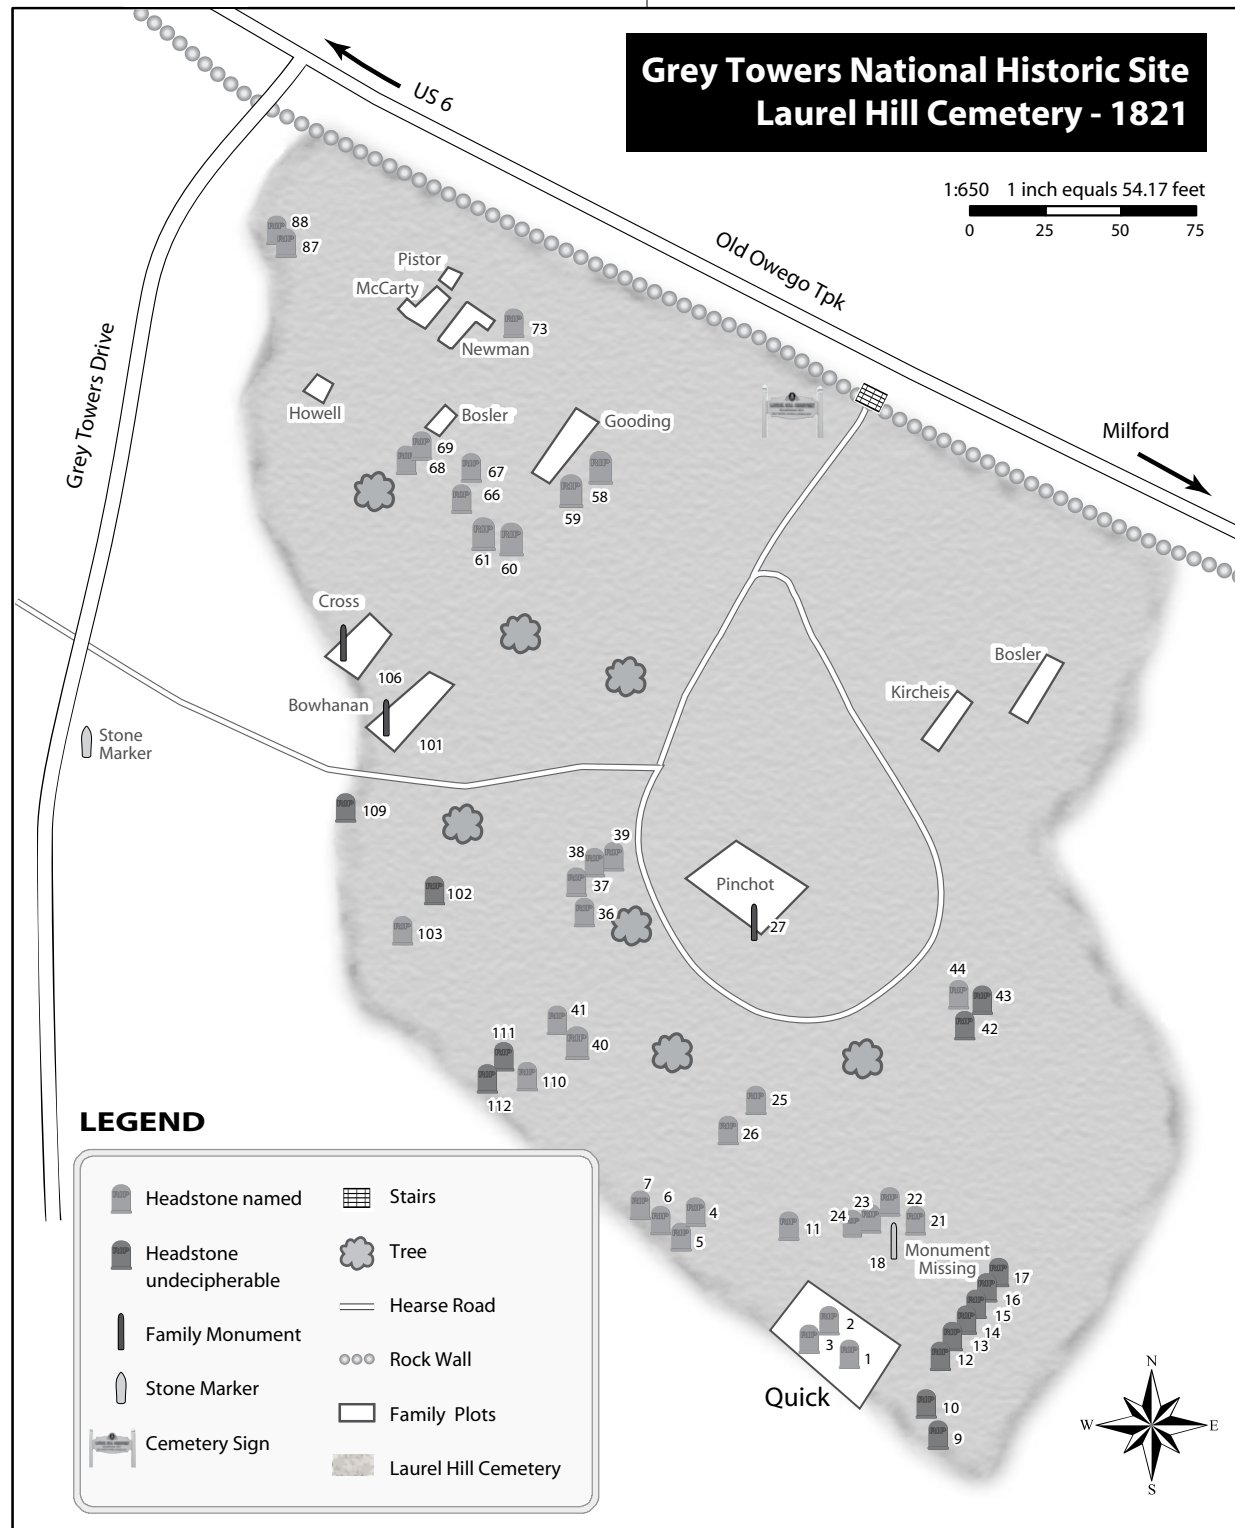 Grey Towers National Historic Site
Laurel Hill Cemetery - 1821
US 6
1:650 1 inch equals 54.17 feet
0 25 50 75
Old Owego Tpk
Milford
Grey Towers Drive
88
87
Pistor
McCarty
Newman
73
Howell
Bosler
Gooding
69
68
67
66
58
59
61
60
Cross
106
Bowhanan
101
Bosler
Kircheis
Stone
Marker
109
102
103
39
38
37
36
Pinchot
27
44
43
42
41
40
111
110
112
25
26
7
6
4
5
11
24
23
22
21
18
Monument
Missing
17
16
15
14
13
12
10
9
2
3
1
Quick
N
W E
S
LEGEND
Headstone named
Headstone
undecipherable
Family Monument
Stone Marker
Cemetery Sign
Stairs
Tree
Hearse Road
Rock Wall
Family Plots
Laurel Hill Cemetery
RIP